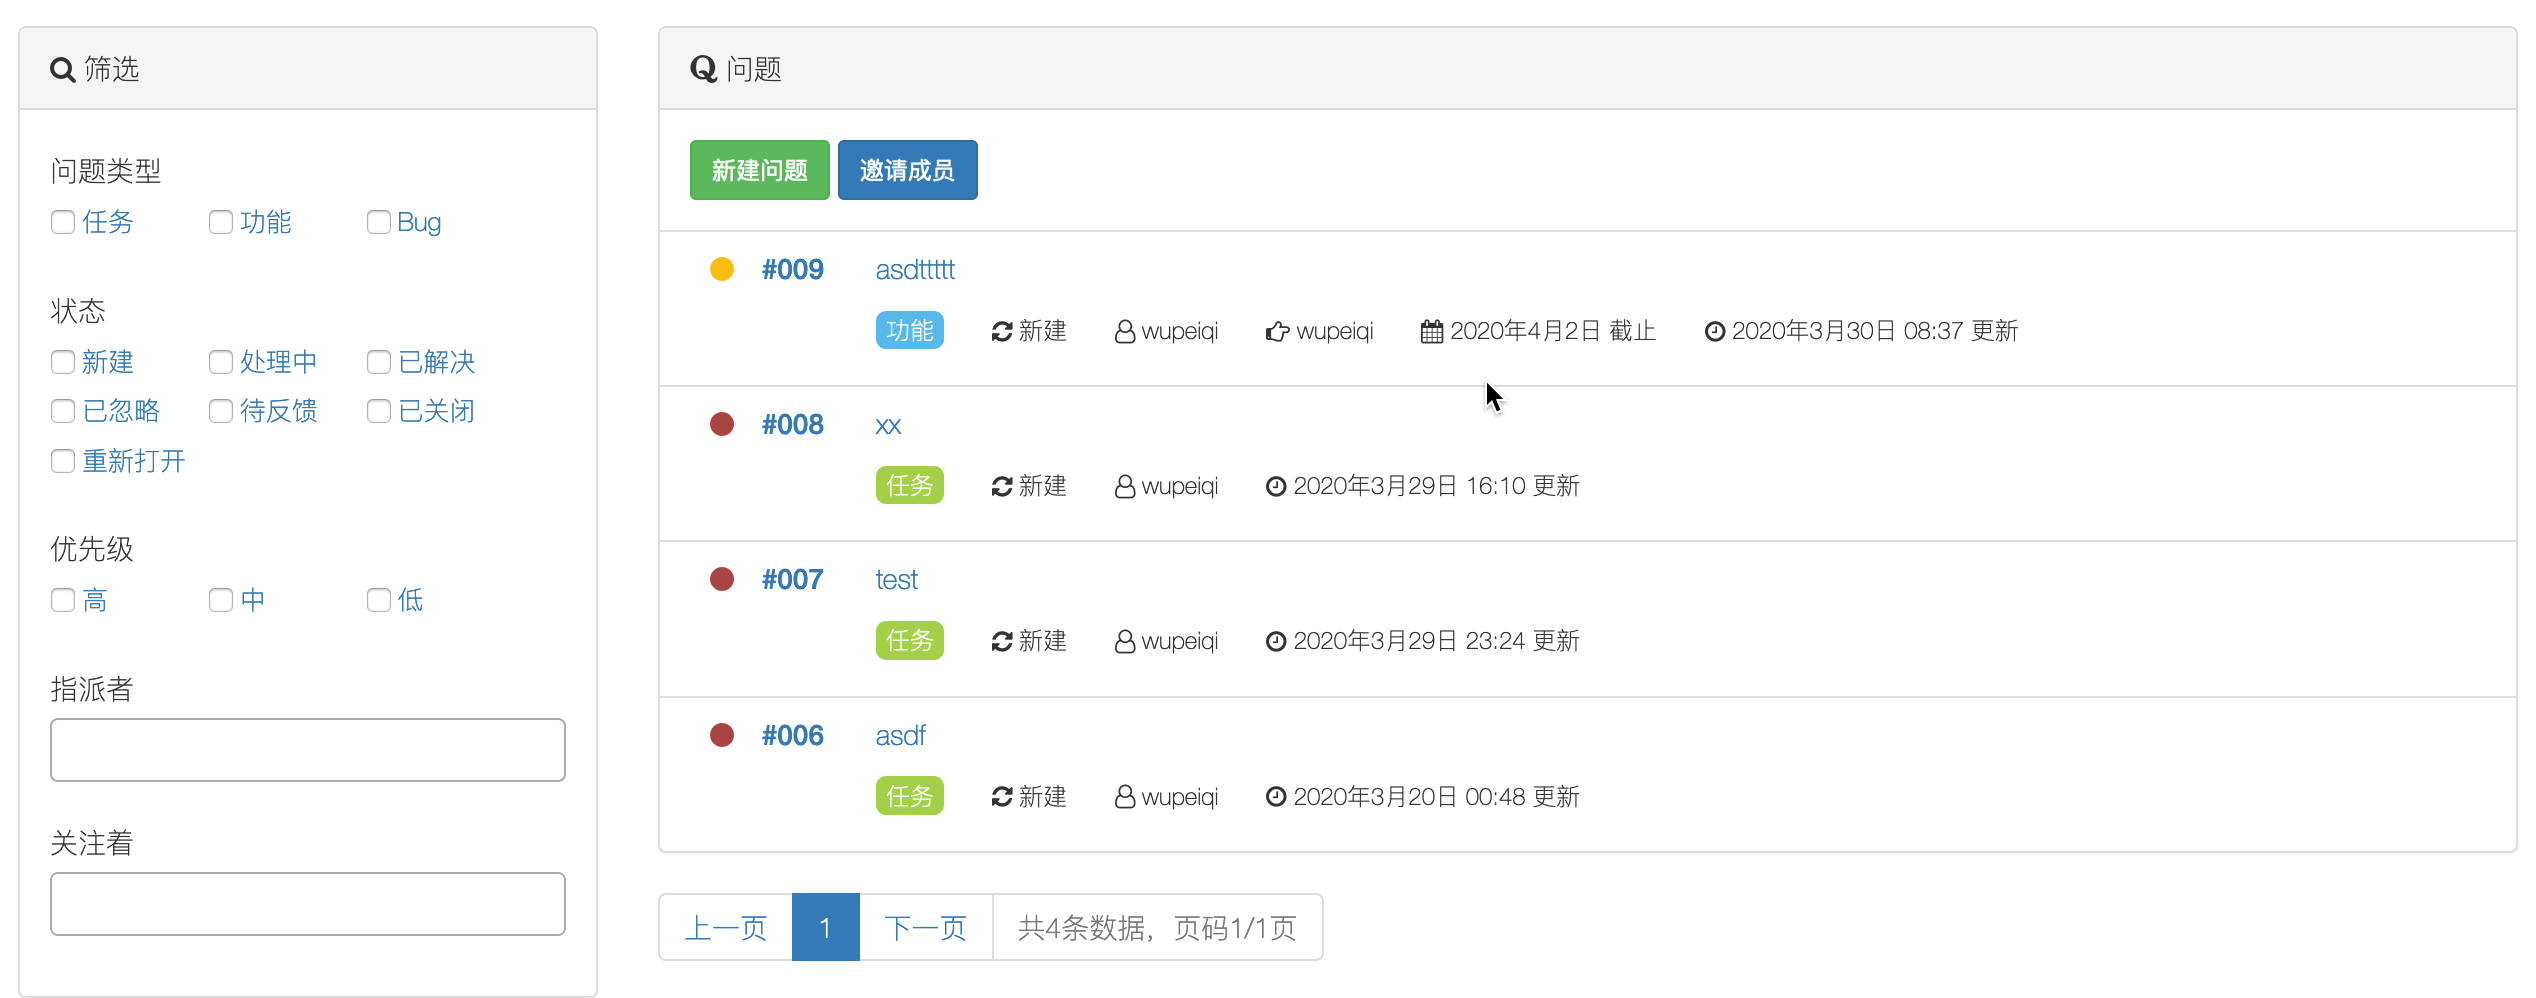 筛选
问题类型
任务 功能 Bug
状态
新建 处理中 已解决
已忽略 待反馈 已关闭
重新打开
优先级
高 中 低
指派者
关注着
问题
新建问题 邀请成员
#009 asdttttt
功能 新建 wupeiqi wupeiqi 2020年4月2日 截止 2020年3月30日 08:37 更新
#008 xx
任务 新建 wupeiqi 2020年3月29日 16:10 更新
#007 test
任务 新建 wupeiqi 2020年3月29日 23:24 更新
#006 asdf
任务 新建 wupeiqi 2020年3月20日 00:48 更新
上一页 1 下一页 共4条数据，页码1/1页